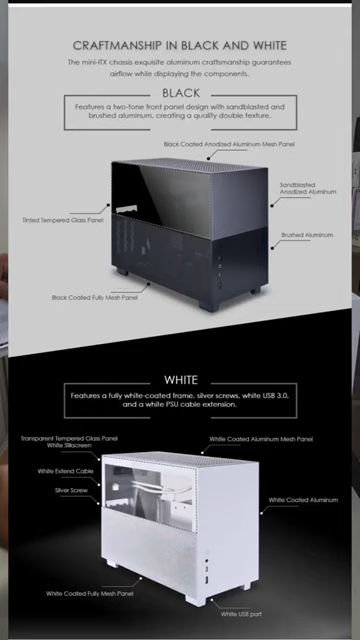 CRAFTMANSHIP IN BLACK AND WHITE
The mini-ITX chassis exquisite aluminum craftsmanship guarantees
airflow while displaying the components.
BLACK
Features a two-tone front panel design with sandblasted and
brushed aluminum, creating a quality double texture.
Black Coated Anodized Aluminum Mesh Panel
Sandblasted
Anodized Aluminum
Tinted Tempered Glass Panel
Brushed Aluminum
Black Coated Fully Mesh Panel
WHITE
Features a fully white-coated frame, silver screws, white USB 3.0,
and a white PSU cable extension.
Transparent Tempered Glass Panel
White Silkscreen
White Coated Aluminum Mesh Panel
White Extend Cable
Silver Screw
White Coated Aluminum
White Coated Fully Mesh Panel
White USB port